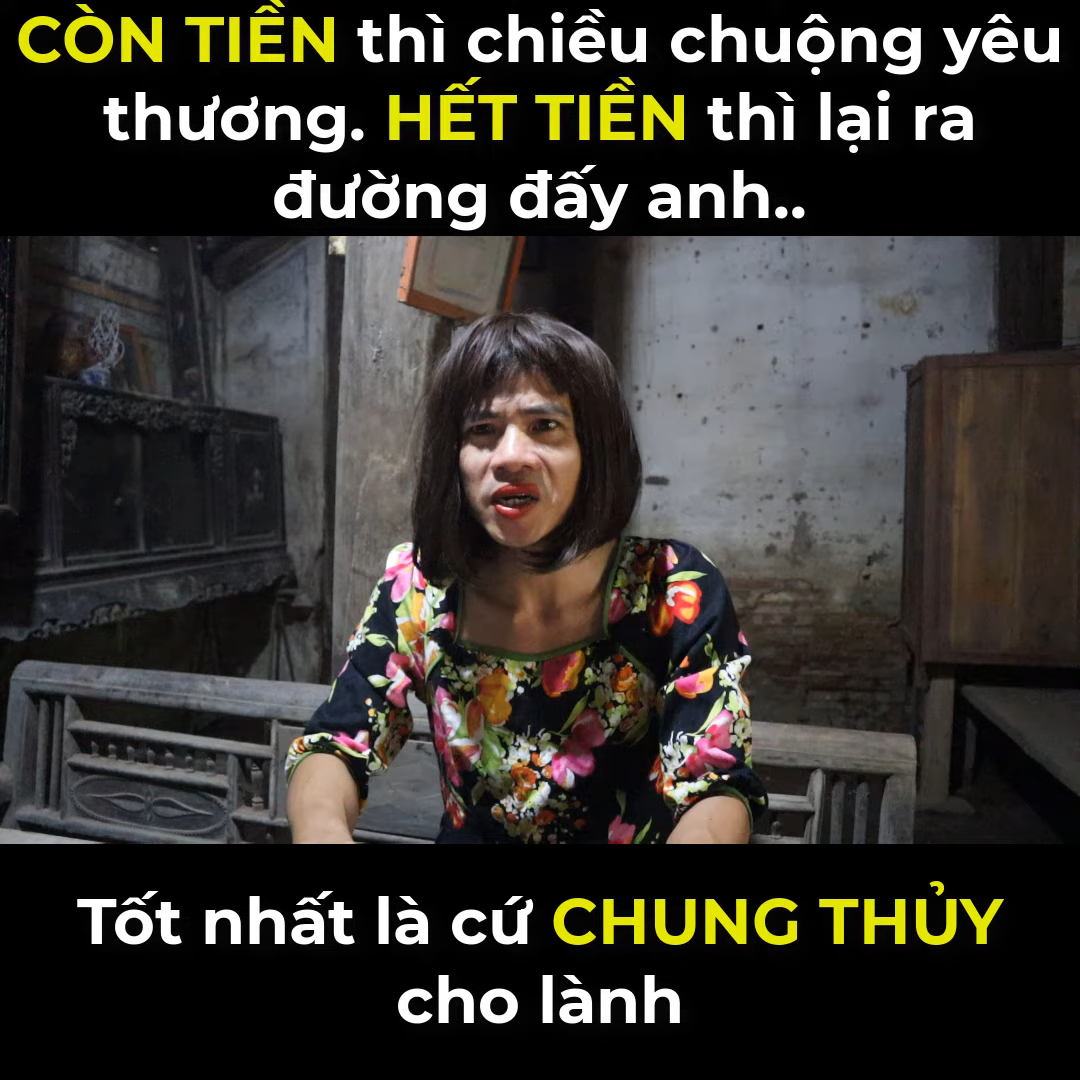 CÒN TIỀN thì chiều chuộng yêu
thương. HẾT TIỀN thì lại ra
đường đấy anh..
Tốt nhất là cứ CHUNG THỦY
cho lành